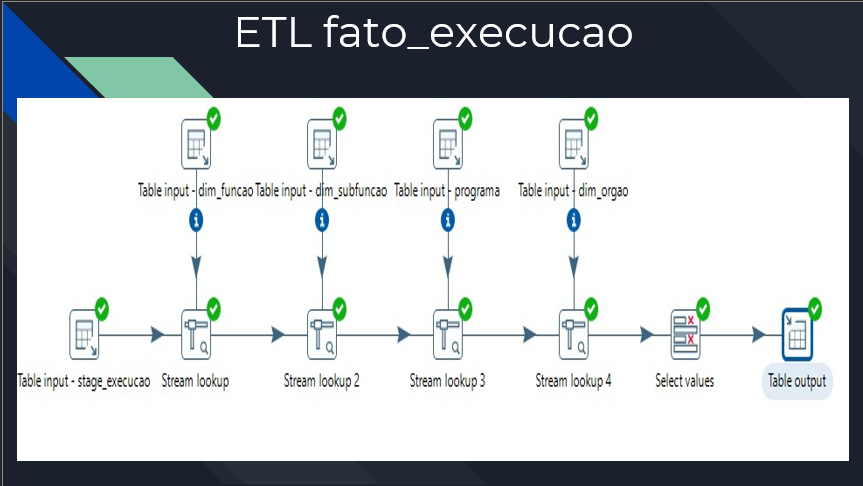 ETL fato_execucao
Table input - dim_funcao
Table input - dim_subfuncao
Table input - programa
Table input - dim_orgao
Table input - stage_execucao
Stream lookup
Stream lookup 2
Stream lookup 3
Stream lookup 4
Select values
Table output